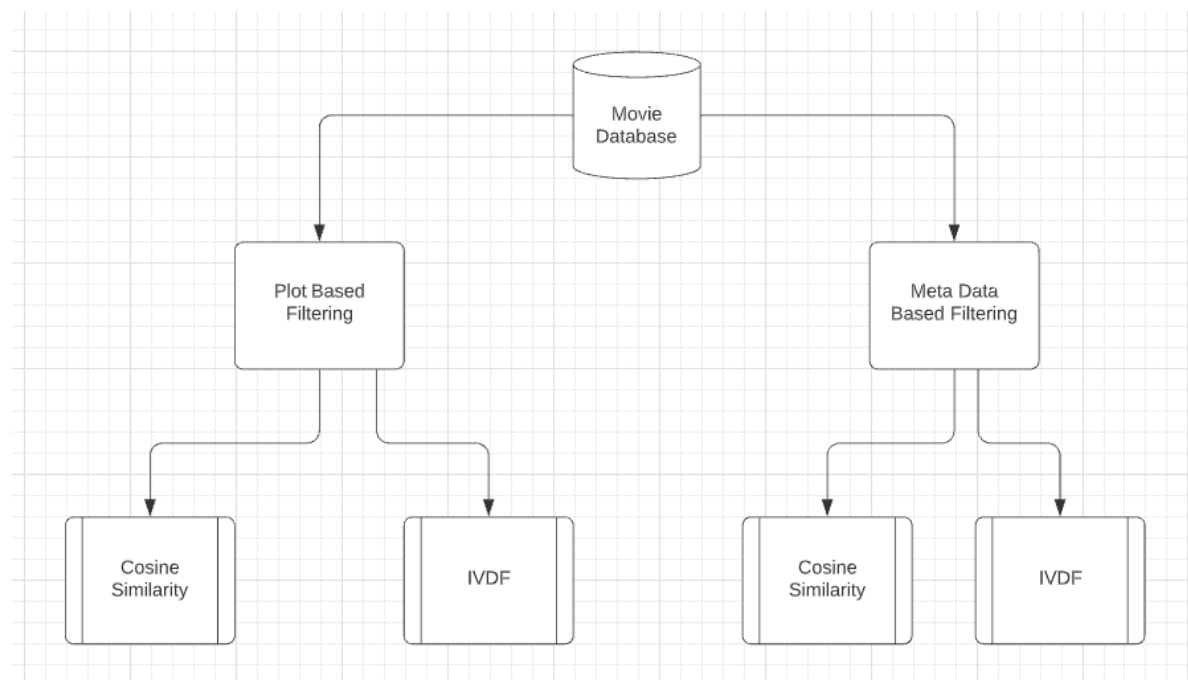 Movie
Database
Plot Based
Filtering
Meta Data
Based Filtering
Cosine
Similarity
IVDF
Cosine
Similarity
IVDF